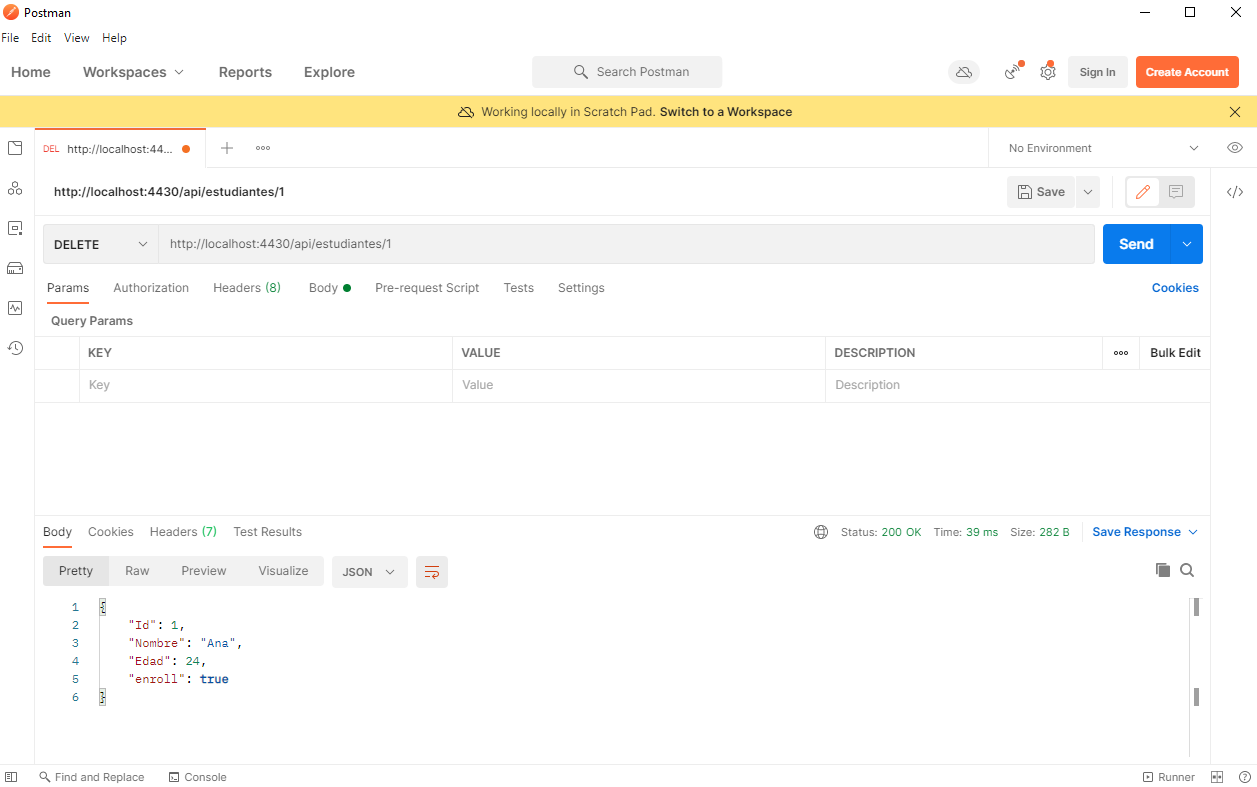 Postman
File Edit View Help
Home Workspaces Reports Explore Search Postman Sign In Create Account
Working locally in Scratch Pad. Switch to a Workspace
DEL http://localhost:44... No Environment
http://localhost:4430/api/estudiantes/1 Save
DELETE http://localhost:4430/api/estudiantes/1 Send
Params Authorization Headers (8) Body Pre-request Script Tests Settings Cookies
Query Params
KEY VALUE DESCRIPTION Bulk Edit
Key Value Description
Body Cookies Headers (7) Test Results Status: 200 OK Time: 39 ms Size: 282 B Save Response
Pretty Raw Preview Visualize JSON
1 {
2 "Id": 1,
3 "Nombre": "Ana",
4 "Edad": 24,
5 "enroll": true
6 }
Find and Replace Console Runner